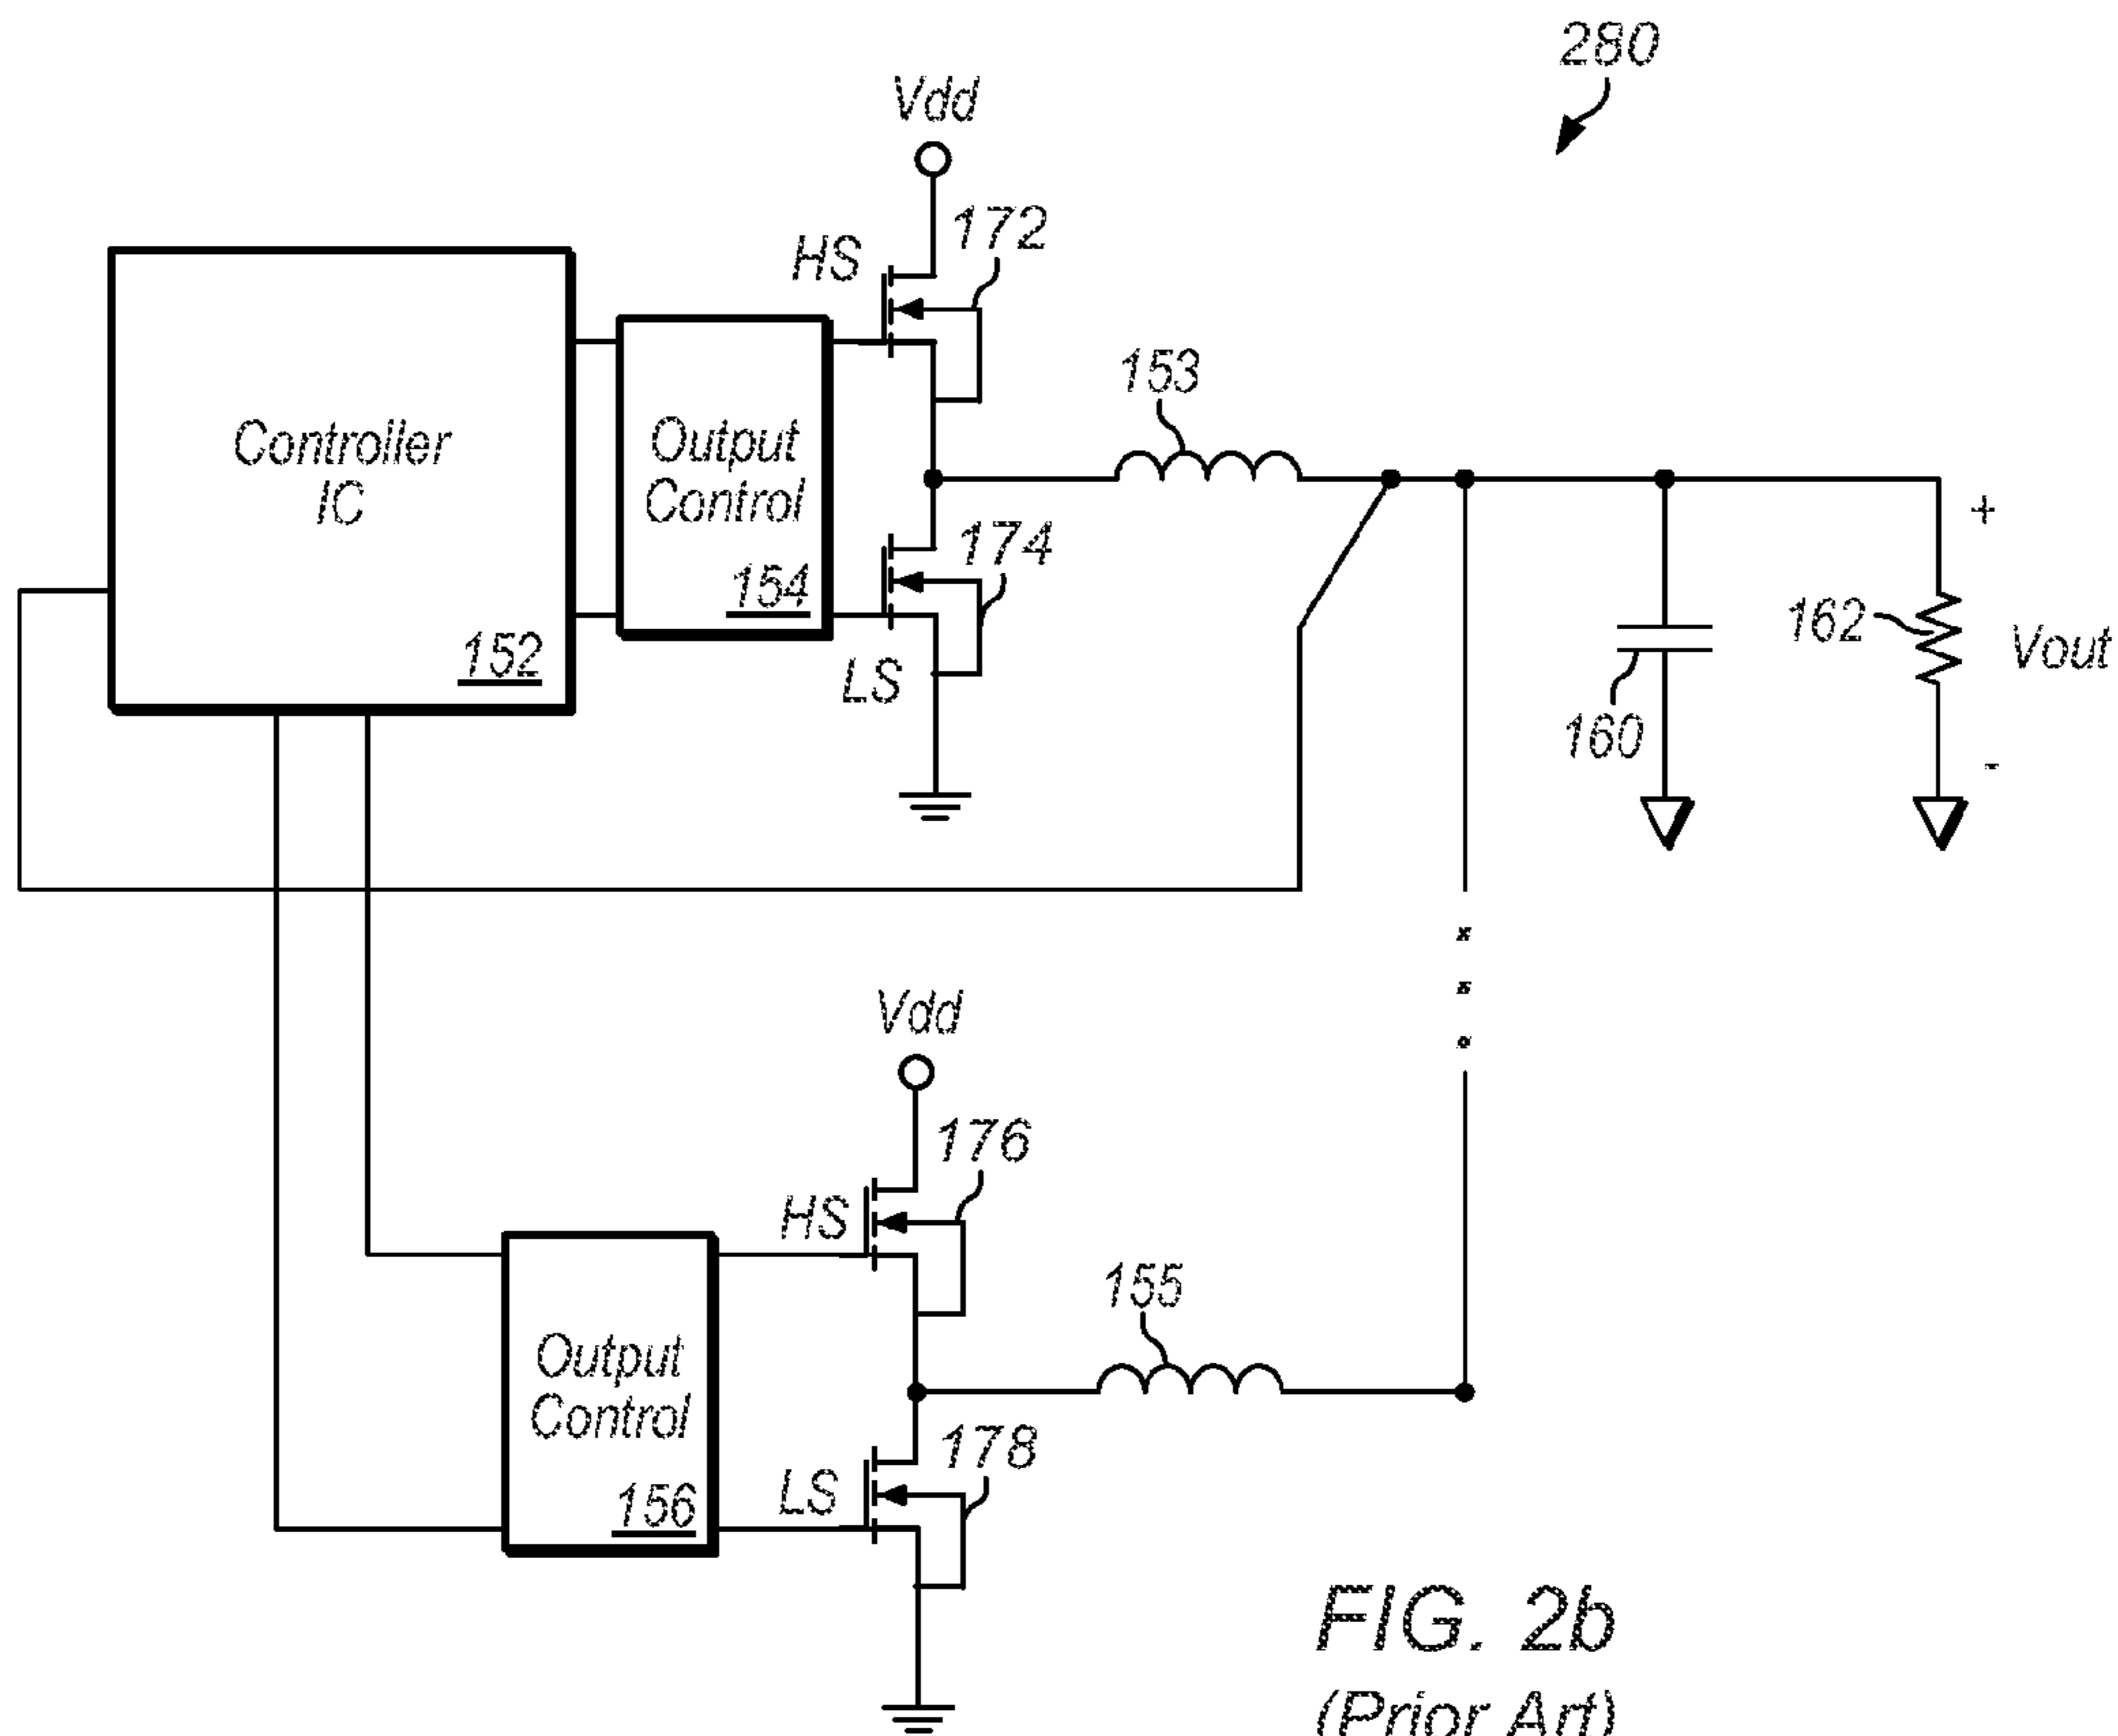 280
Vdd
172
HS
Controller
IC
152
Output
Control
154
174
LS
153
+
162
Vout
160
-
Vdd
176
HS
155
Output
Control
156
178
LS
FIG. 2b
(Prior Art)